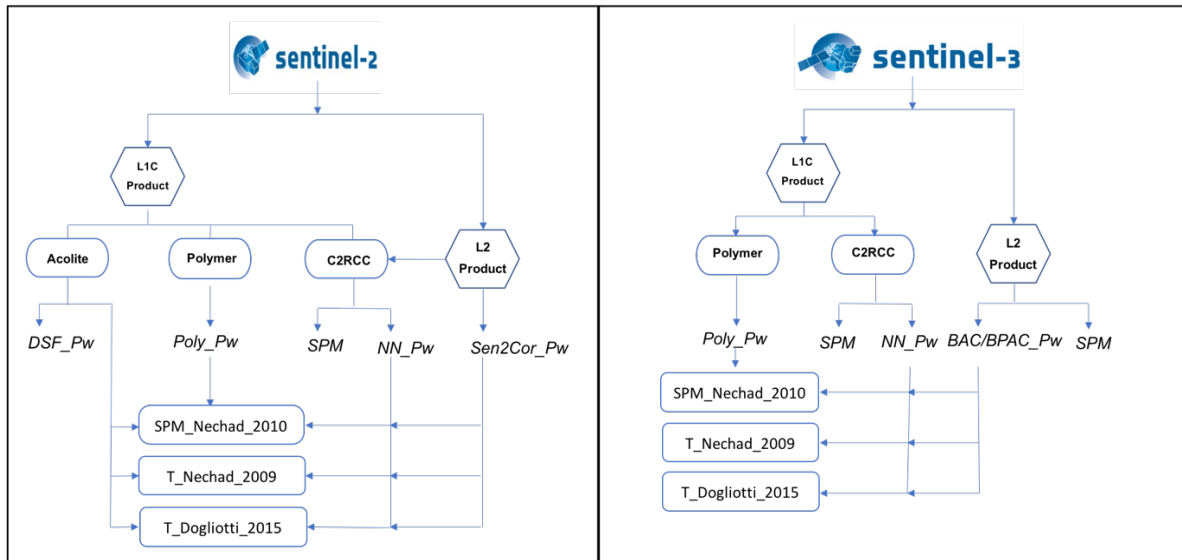 sentinel-2
L1C
Product
Acolite
Polymer
C2RCC
L2
Product
DSF_Pw
Poly_Pw
SPM
NN_Pw
Sen2Cor_Pw
SPM_Nechad_2010
T_Nechad_2009
T_Dogliotti_2015
sentinel-3
L1C
Product
Polymer
C2RCC
L2
Product
Poly_Pw
SPM
NN_Pw
BAC/BPAC_Pw
SPM
SPM_Nechad_2010
T_Nechad_2009
T_Dogliotti_2015